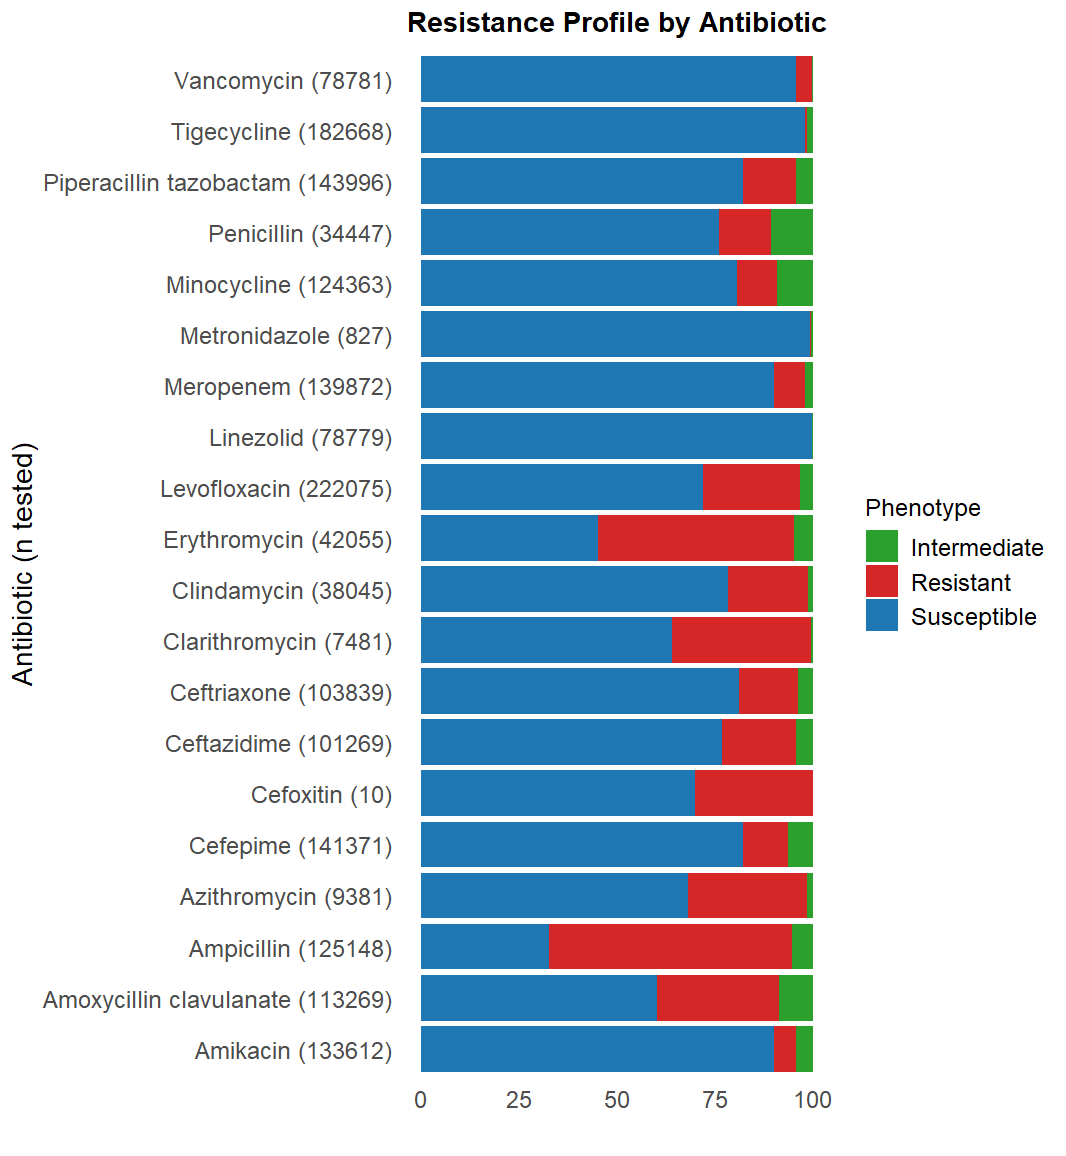 Resistance Profile by Antibiotic
Antibiotic (n tested)
Vancomycin (78781)
Tigecycline (182668)
Piperacillin tazobactam (143996)
Penicillin (34447)
Minocycline (124363)
Metronidazole (827)
Meropenem (139872)
Linezolid (78779)
Levofloxacin (222075)
Erythromycin (42055)
Clindamycin (38045)
Clarithromycin (7481)
Ceftriaxone (103839)
Ceftazidime (101269)
Cefoxitin (10)
Cefepime (141371)
Azithromycin (9381)
Ampicillin (125148)
Amoxycillin clavulanate (113269)
Amikacin (133612)
0 25 50 75 100
Phenotype
Intermediate
Resistant
Susceptible